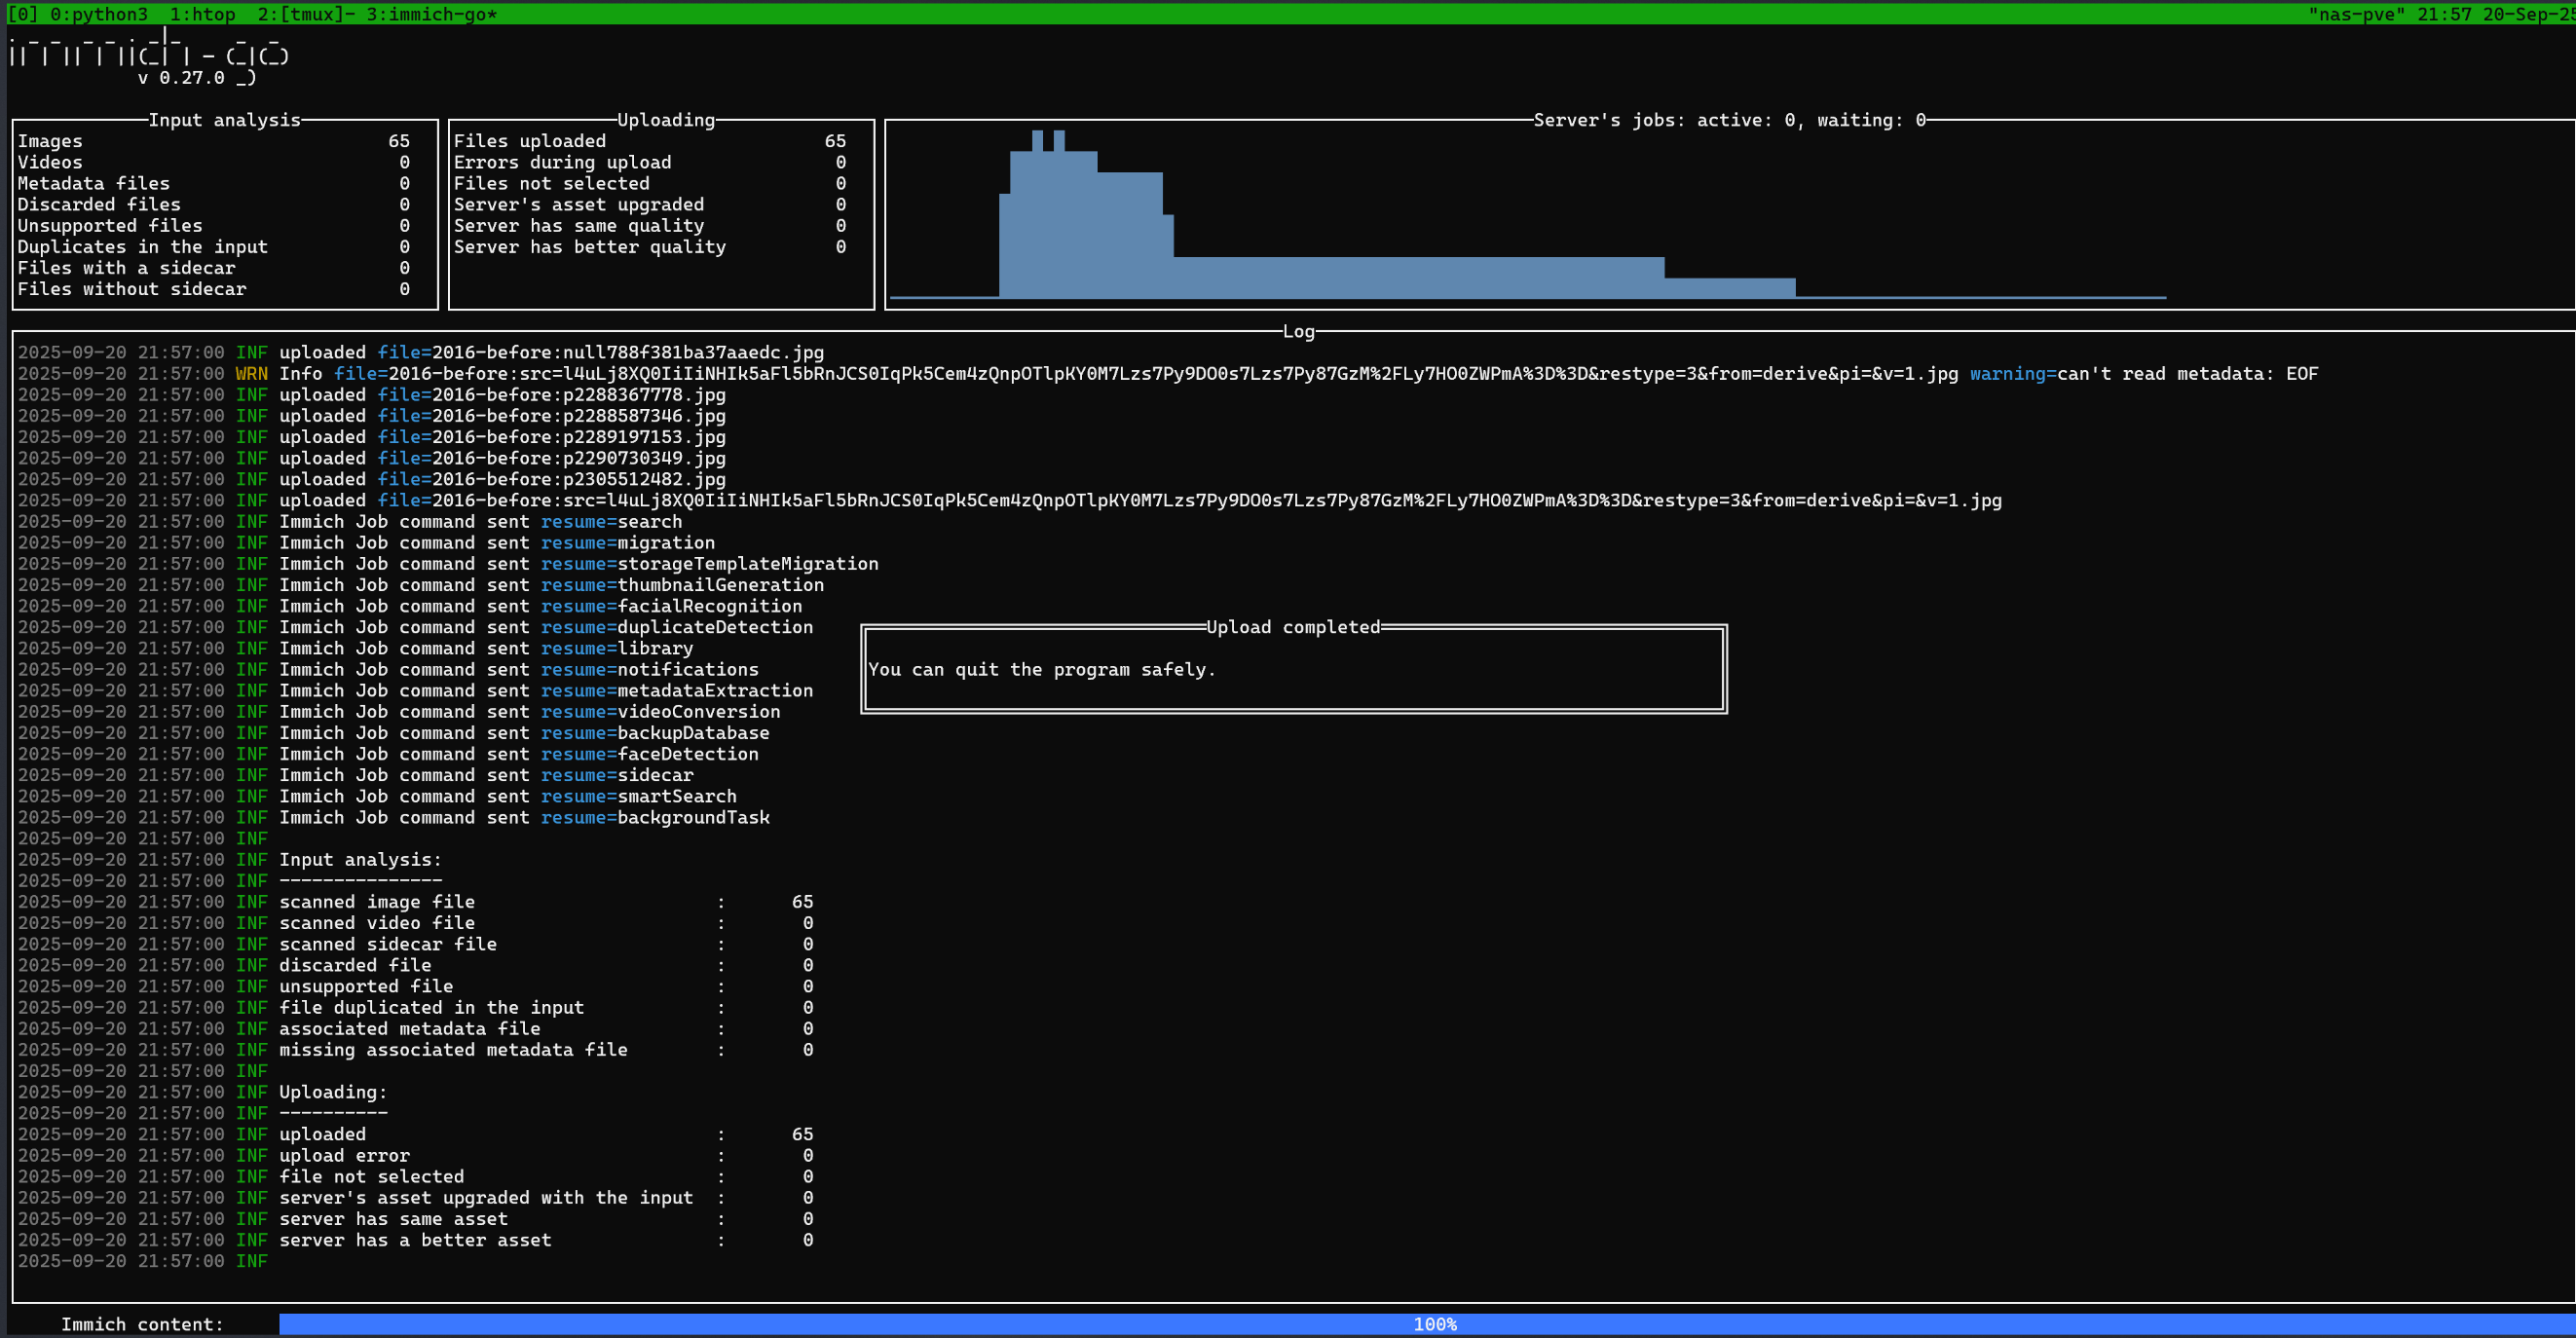 [0] 0:python3  1:htop  2:[tmux]- 3:immich-go*
"nas-pve" 21:57 20-Sep-25
v 0.27.0
Input analysis
Images 65
Videos 0
Metadata files 0
Discarded files 0
Unsupported files 0
Duplicates in the input 0
Files with a sidecar 0
Files without sidecar 0
Uploading
Files uploaded 65
Errors during upload 0
Files not selected 0
Server's asset upgraded 0
Server has same quality 0
Server has better quality 0
Server's jobs: active: 0, waiting: 0
Log
2025-09-20 21:57:00 INF uploaded file=2016-before:null788f381ba37aaedc.jpg
2025-09-20 21:57:00 WRN Info file=2016-before:src=l4uLj8XQ0IiIiNHIk5aFl5bRnJCS0IqPk5Cem4zQnpOTlpKY0M7Lzs7Py9DO0s7Lzs7Py87GzM%2FLy7HO0ZWPmA%3D%3D&restype=3&from=derive&pi=&v=1.jpg warning=can't read metadata: EOF
2025-09-20 21:57:00 INF uploaded file=2016-before:p2288367778.jpg
2025-09-20 21:57:00 INF uploaded file=2016-before:p2288587346.jpg
2025-09-20 21:57:00 INF uploaded file=2016-before:p2289197153.jpg
2025-09-20 21:57:00 INF uploaded file=2016-before:p2290730349.jpg
2025-09-20 21:57:00 INF uploaded file=2016-before:p2305512482.jpg
2025-09-20 21:57:00 INF uploaded file=2016-before:src=l4uLj8XQ0IiIiNHIk5aFl5bRnJCS0IqPk5Cem4zQnpOTlpKY0M7Lzs7Py9DO0s7Lzs7Py87GzM%2FLy7HO0ZWPmA%3D%3D&restype=3&from=derive&pi=&v=1.jpg
2025-09-20 21:57:00 INF Immich Job command sent resume=search
2025-09-20 21:57:00 INF Immich Job command sent resume=migration
2025-09-20 21:57:00 INF Immich Job command sent resume=storageTemplateMigration
2025-09-20 21:57:00 INF Immich Job command sent resume=thumbnailGeneration
2025-09-20 21:57:00 INF Immich Job command sent resume=facialRecognition
2025-09-20 21:57:00 INF Immich Job command sent resume=duplicateDetection
2025-09-20 21:57:00 INF Immich Job command sent resume=library
2025-09-20 21:57:00 INF Immich Job command sent resume=notifications
2025-09-20 21:57:00 INF Immich Job command sent resume=metadataExtraction
2025-09-20 21:57:00 INF Immich Job command sent resume=videoConversion
2025-09-20 21:57:00 INF Immich Job command sent resume=backupDatabase
2025-09-20 21:57:00 INF Immich Job command sent resume=faceDetection
2025-09-20 21:57:00 INF Immich Job command sent resume=sidecar
2025-09-20 21:57:00 INF Immich Job command sent resume=smartSearch
2025-09-20 21:57:00 INF Immich Job command sent resume=backgroundTask
2025-09-20 21:57:00 INF
2025-09-20 21:57:00 INF Input analysis:
2025-09-20 21:57:00 INF ---------------
2025-09-20 21:57:00 INF scanned image file : 65
2025-09-20 21:57:00 INF scanned video file : 0
2025-09-20 21:57:00 INF scanned sidecar file : 0
2025-09-20 21:57:00 INF discarded file : 0
2025-09-20 21:57:00 INF unsupported file : 0
2025-09-20 21:57:00 INF file duplicated in the input : 0
2025-09-20 21:57:00 INF associated metadata file : 0
2025-09-20 21:57:00 INF missing associated metadata file : 0
2025-09-20 21:57:00 INF
2025-09-20 21:57:00 INF Uploading:
2025-09-20 21:57:00 INF ----------
2025-09-20 21:57:00 INF uploaded : 65
2025-09-20 21:57:00 INF upload error : 0
2025-09-20 21:57:00 INF file not selected : 0
2025-09-20 21:57:00 INF server's asset upgraded with the input : 0
2025-09-20 21:57:00 INF server has same asset : 0
2025-09-20 21:57:00 INF server has a better asset : 0
2025-09-20 21:57:00 INF
Upload completed
You can quit the program safely.
Immich content: 100%